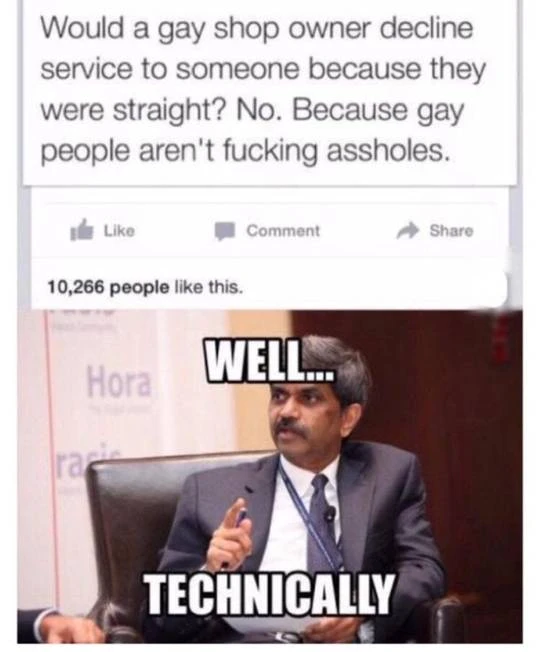 Would a gay shop owner decline
service to someone because they
were straight? No. Because gay
people aren't fucking assholes.
Like Comment Share
10,266 people like this.
WELL...
Hora
racis
TECHNICALLY